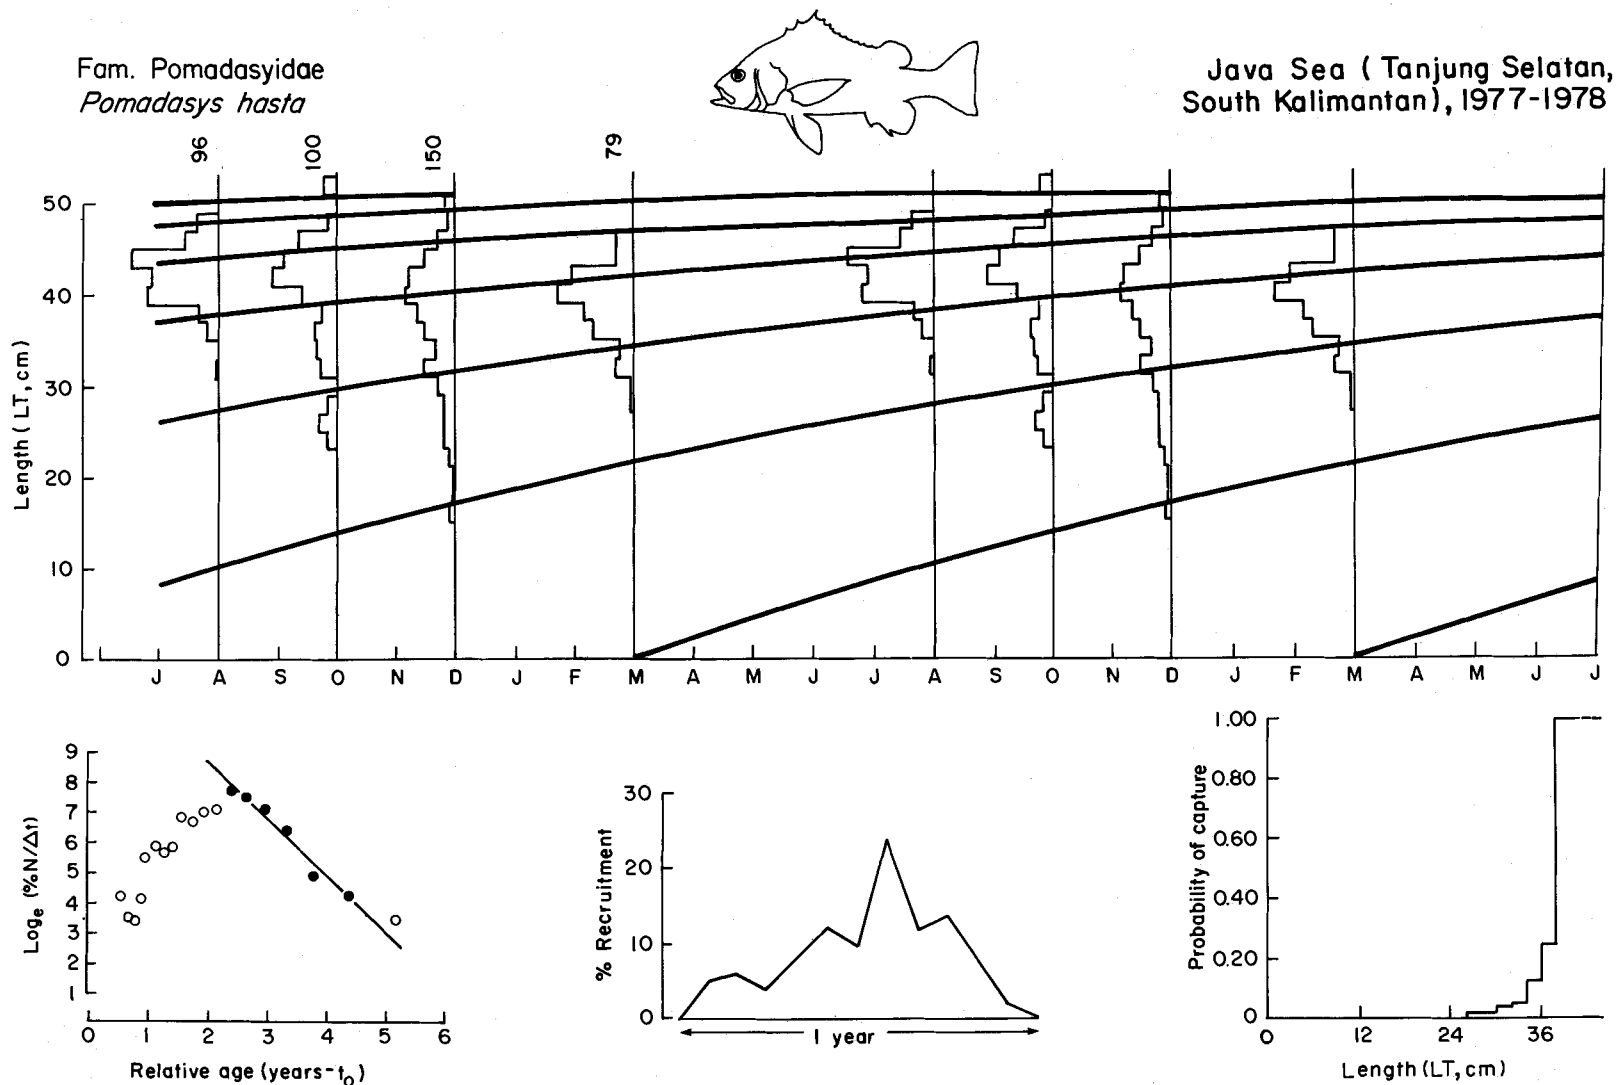 Fam. Pomadasyidae
Pomadasys hasta
Java Sea ( Tanjung Selatan,
South Kalimantan), 1977-1978
96
100
150
79
Length ( LT, cm)
50
40
30
20
10
0
J A S O N D J F M A M J J A S O N D J F M A M J J
Log e (%N/Δt)
9
8
7
6
5
4
3
2
1
0 1 2 3 4 5 6
Relative age (years-to)
% Recruitment
30
20
10
0
1 year
Probability of capture
1.00
0.80
0.60
0.40
0.20
0
0 12 24 36
Length (LT, cm)